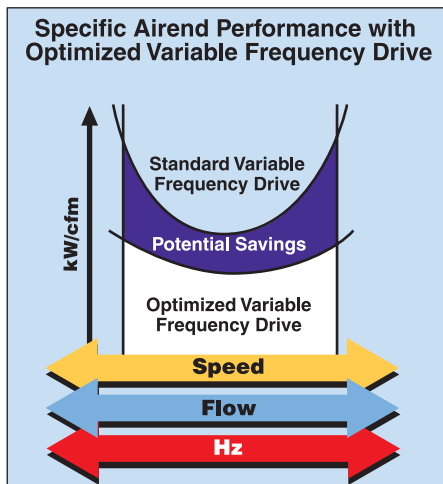 Specific Airend Performance with
Optimized Variable Frequency Drive
kW/cfm
Standard Variable
Frequency Drive
Potential Savings
Optimized Variable
Frequency Drive
Speed
Flow
Hz